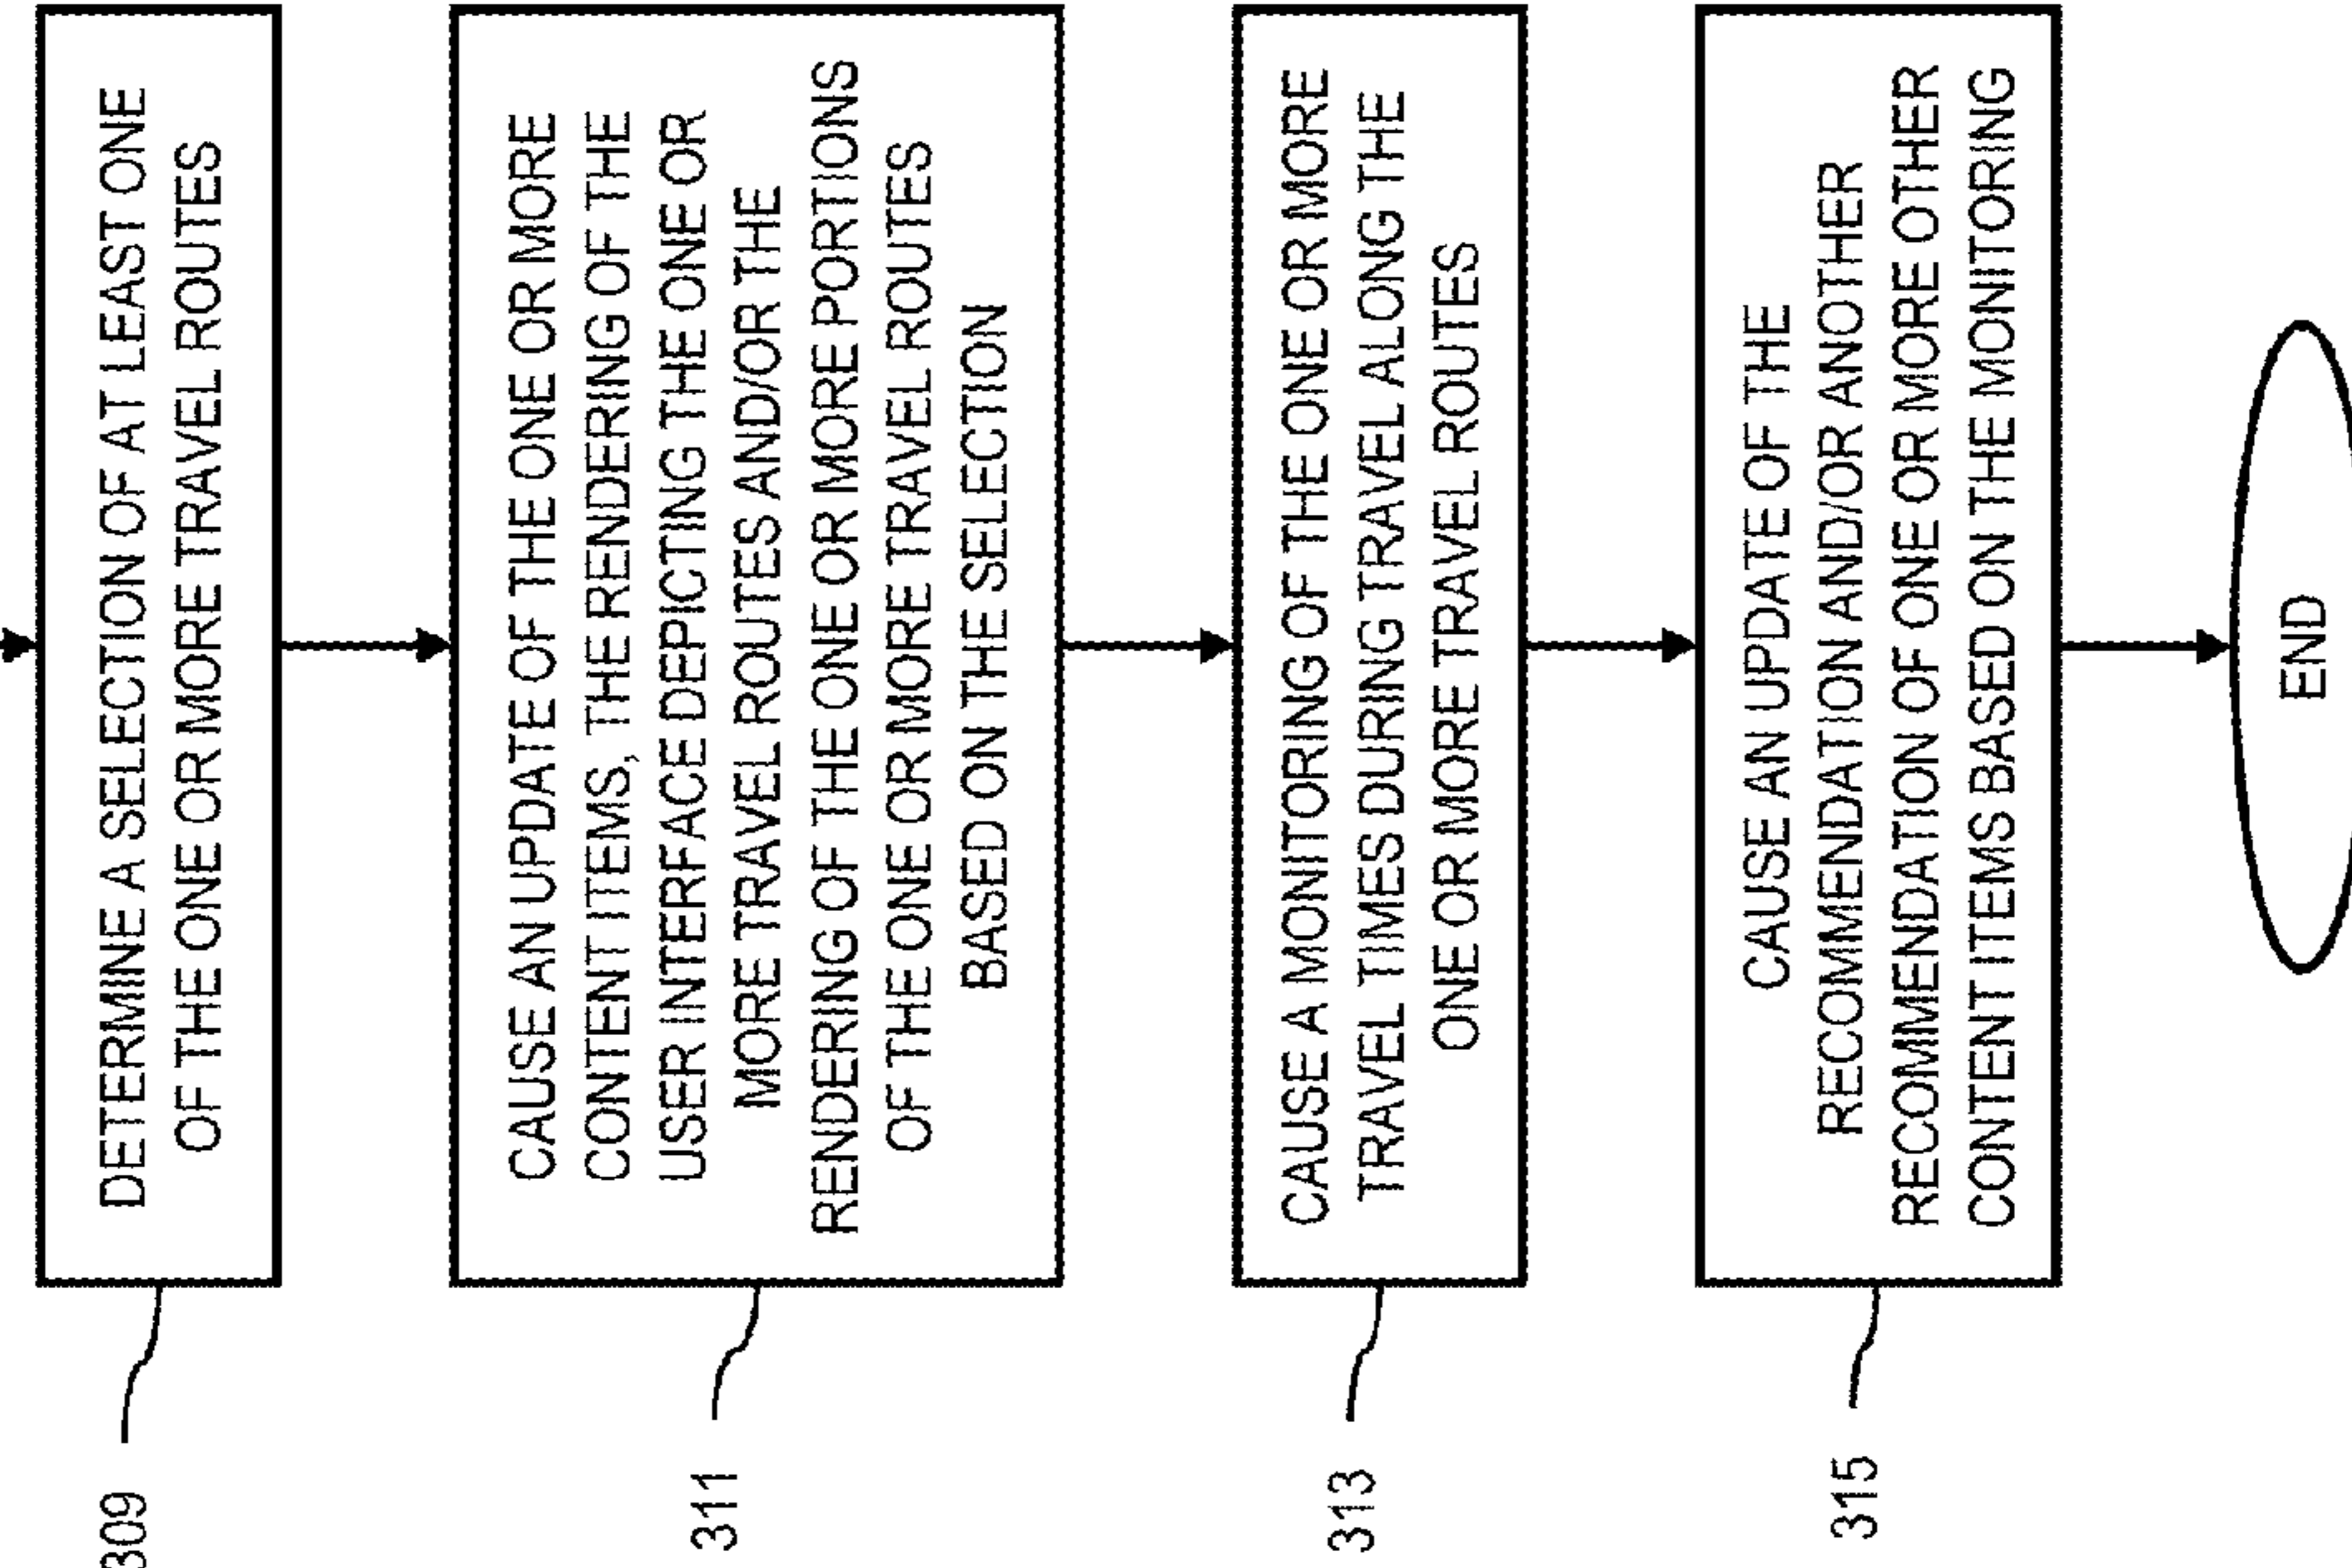 309
DETERMINE A SELECTION OF AT LEAST ONE
OF THE ONE OR MORE TRAVEL ROUTES
311
CAUSE AN UPDATE OF THE ONE OR MORE
CONTENT ITEMS, THE RENDERING OF THE
USER INTERFACE DEPICTING THE ONE OR
MORE TRAVEL ROUTES AND/OR THE
RENDERING OF THE ONE OR MORE PORTIONS
OF THE ONE OR MORE TRAVEL ROUTES
BASED ON THE SELECTION
313
CAUSE A MONITORING OF THE ONE OR MORE
TRAVEL TIMES DURING TRAVEL ALONG THE
ONE OR MORE TRAVEL ROUTES
315
CAUSE AN UPDATE OF THE
RECOMMENDATION AND/OR ANOTHER
RECOMMENDATION OF ONE OR MORE OTHER
CONTENT ITEMS BASED ON THE MONITORING
END